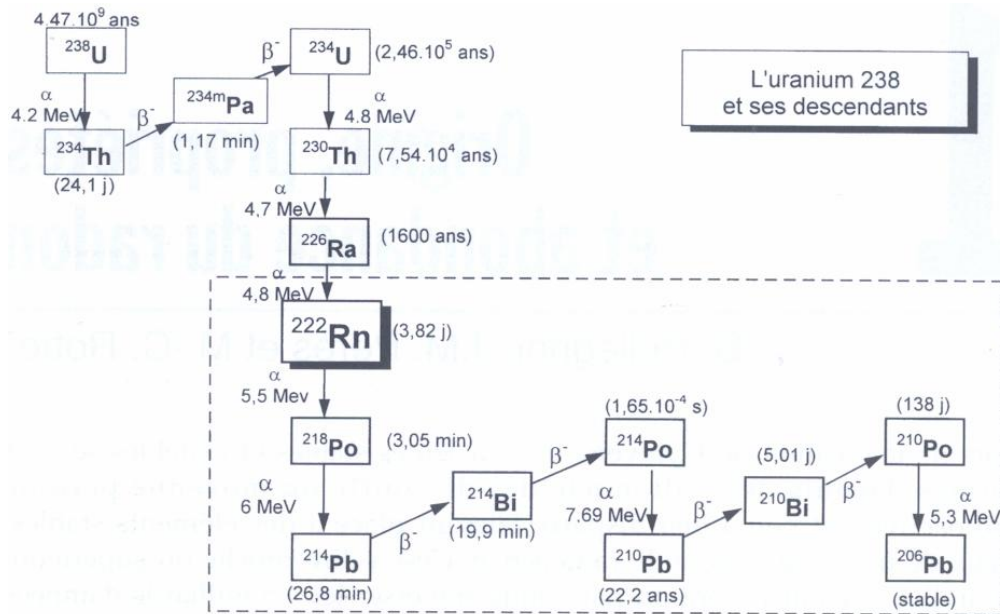 4.47.10⁹ ans
²³⁸U
α
4.2 MeV
²³⁴Th
(24,1 j)
β⁻
²³⁴ᵐPa
(1,17 min)
β⁻
²³⁴U
(2,46.10⁵ ans)
α
4.8 MeV
²³⁰Th
(7,54.10⁴ ans)
α
4,7 MeV
²²⁶Ra
(1600 ans)
α
4,8 MeV
²²²Rn
(3,82 j)
α
5,5 Mev
²¹⁸Po
(3,05 min)
α
6 MeV
²¹⁴Pb
(26,8 min)
β⁻
²¹⁴Bi
(19,9 min)
β⁻
(1,65.10⁻⁴ s)
²¹⁴Po
α
7,69 MeV
²¹⁰Pb
(22,2 ans)
β⁻
(5,01 j)
²¹⁰Bi
β⁻
(138 j)
²¹⁰Po
α
5,3 MeV
²⁰⁶Pb
(stable)
L'uranium 238
et ses descendants